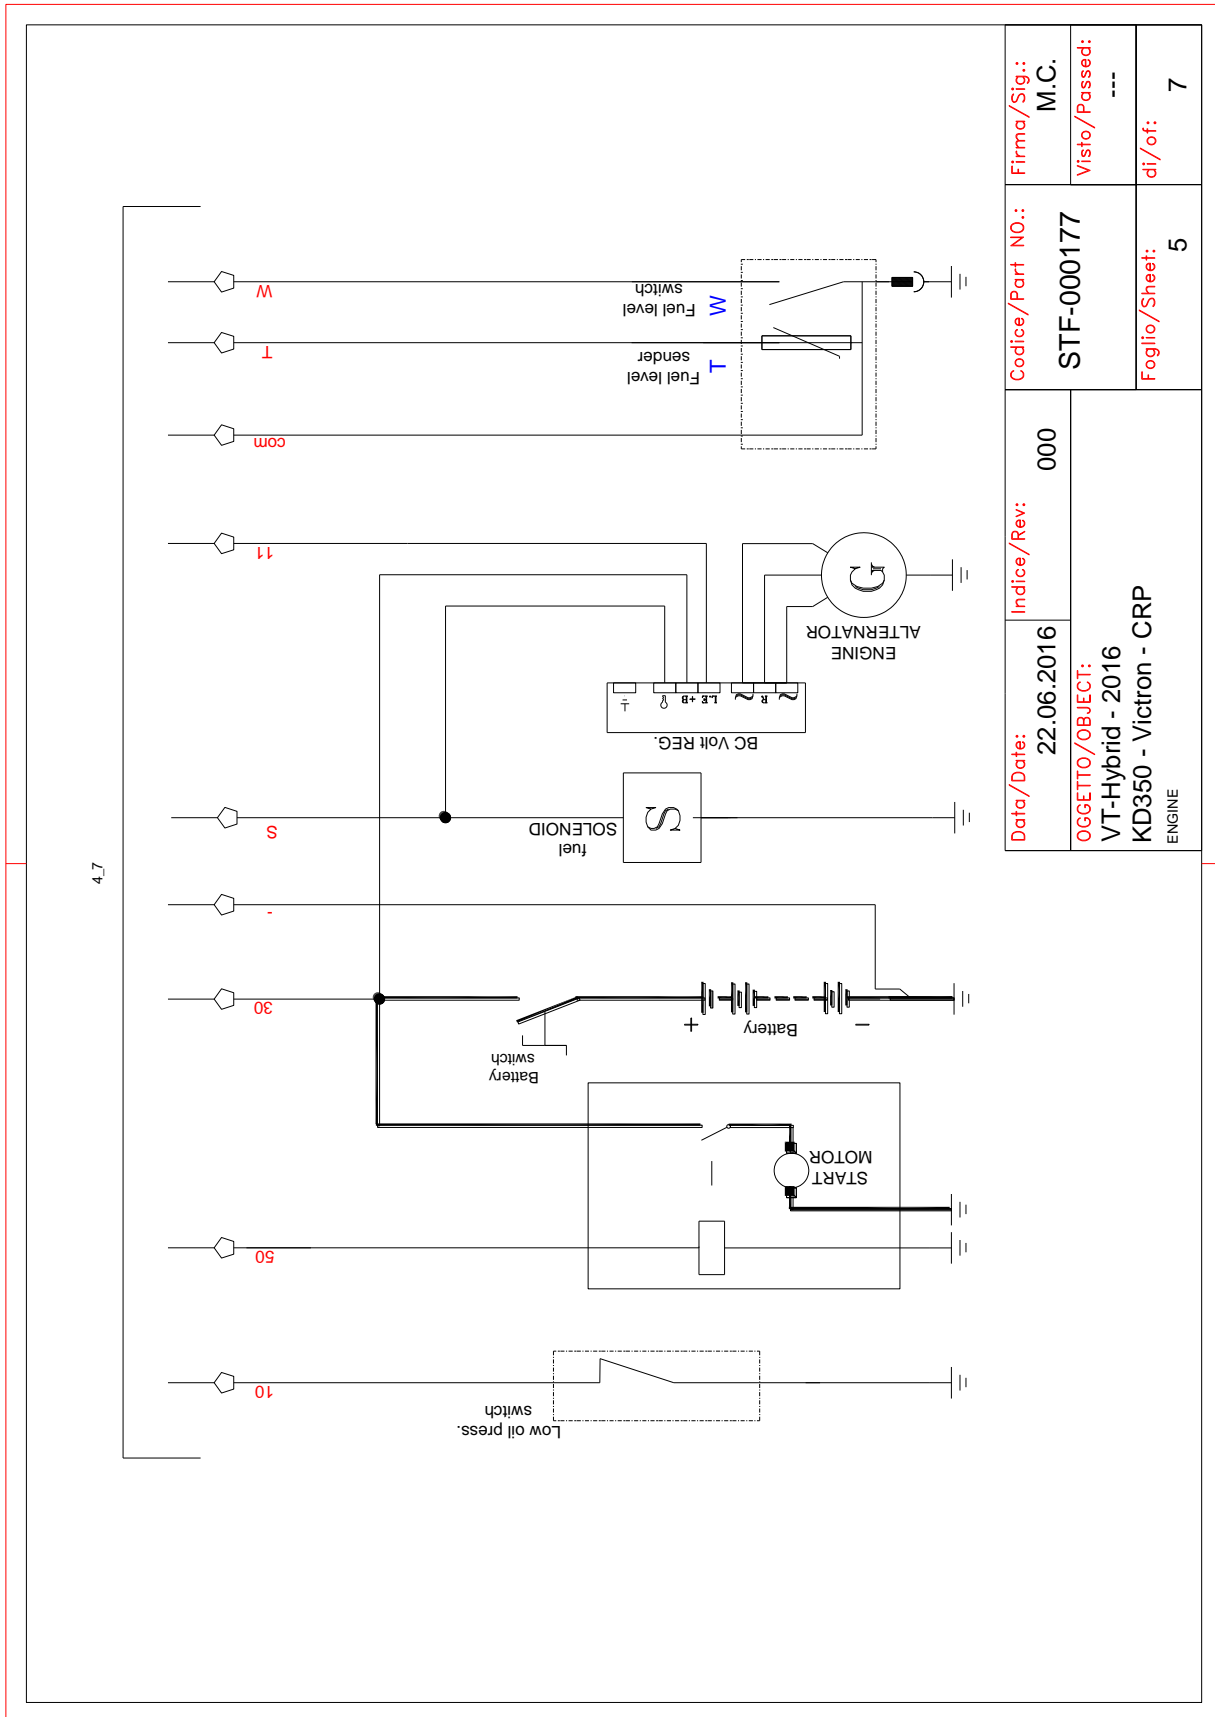 4_7
W
T
com
11
S
-
30
50
10
Fuel level
switch
W
Fuel level
sender
T
ENGINE
ALTERNATOR
G
BC Volt REG.
+B
L.E
R
fuel
SOLENOID
S
+
Battery
-
Battery
switch
START
MOTOR
Low oil press.
switch
Data/Date:
22.06.2016
Indice/Rev:
000
Codice/Part NO.:
STF-000177
Firma/Sig.:
M.C.
OGGETTO/OBJECT:
VT-Hybrid - 2016
KD350 - Victron - CRP
ENGINE
Visto/Passed:
---
Foglio/Sheet:
5
di/of:
7